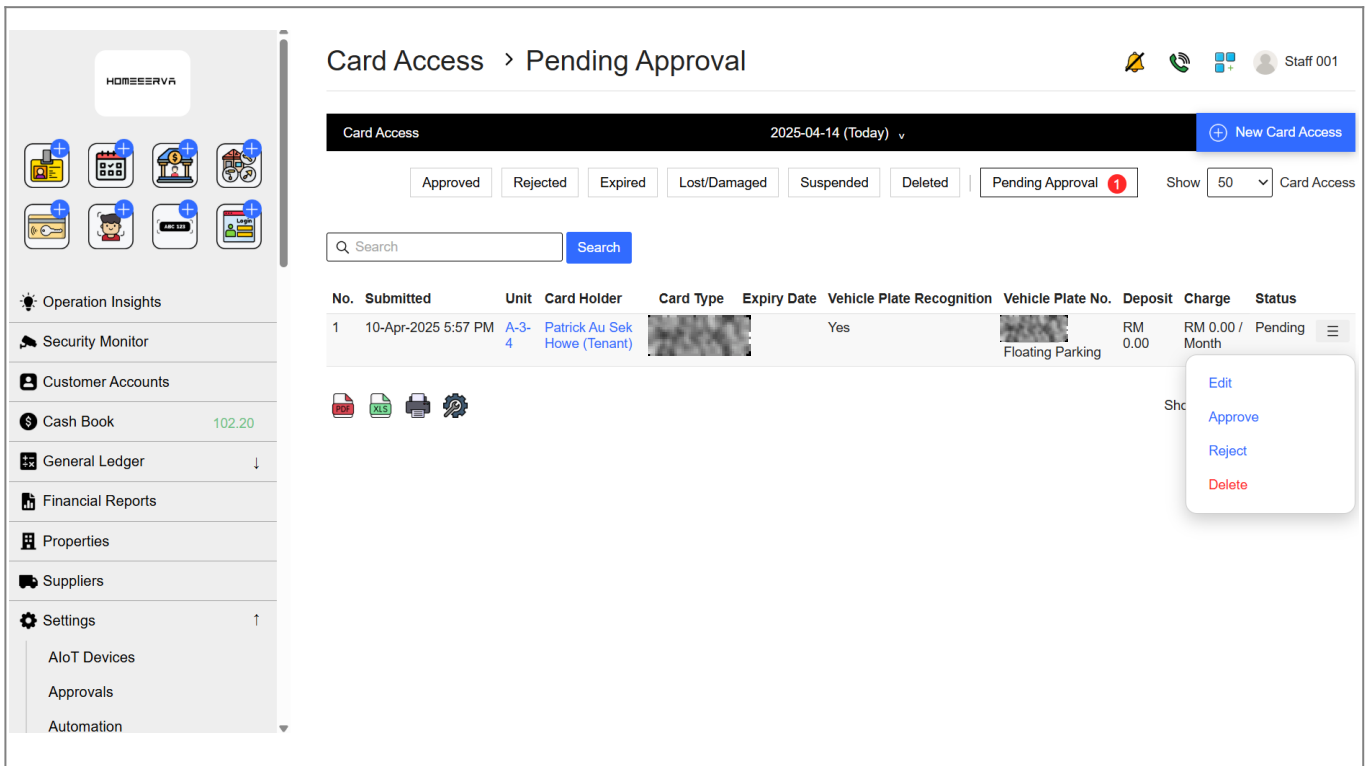 HOMESERVA
ABC 123
Login
Operation Insights
Security Monitor
Customer Accounts
Cash Book 102.20
General Ledger ↓
Financial Reports
Properties
Suppliers
Settings ↑
AIoT Devices
Approvals
Automation
Card Access > Pending Approval
Staff 001
Card Access 2025-04-14 (Today) v New Card Access
Approved Rejected Expired Lost/Damaged Suspended Deleted | Pending Approval 1 Show 50 Card Access
Search Search
No. Submitted Unit Card Holder Card Type Expiry Date Vehicle Plate Recognition Vehicle Plate No. Deposit Charge Status
1 10-Apr-2025 5:57 PM A-3- Patrick Au Sek Yes RM RM 0.00 / Pending
4 Howe (Tenant) Floating Parking 0.00 Month
PDF XLS Sho
Edit
Approve
Reject
Delete